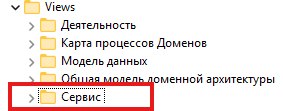 Views
Деятельность
Карта процессов Доменов
Модель данных
Общая модель доменной архитектуры
Сервис